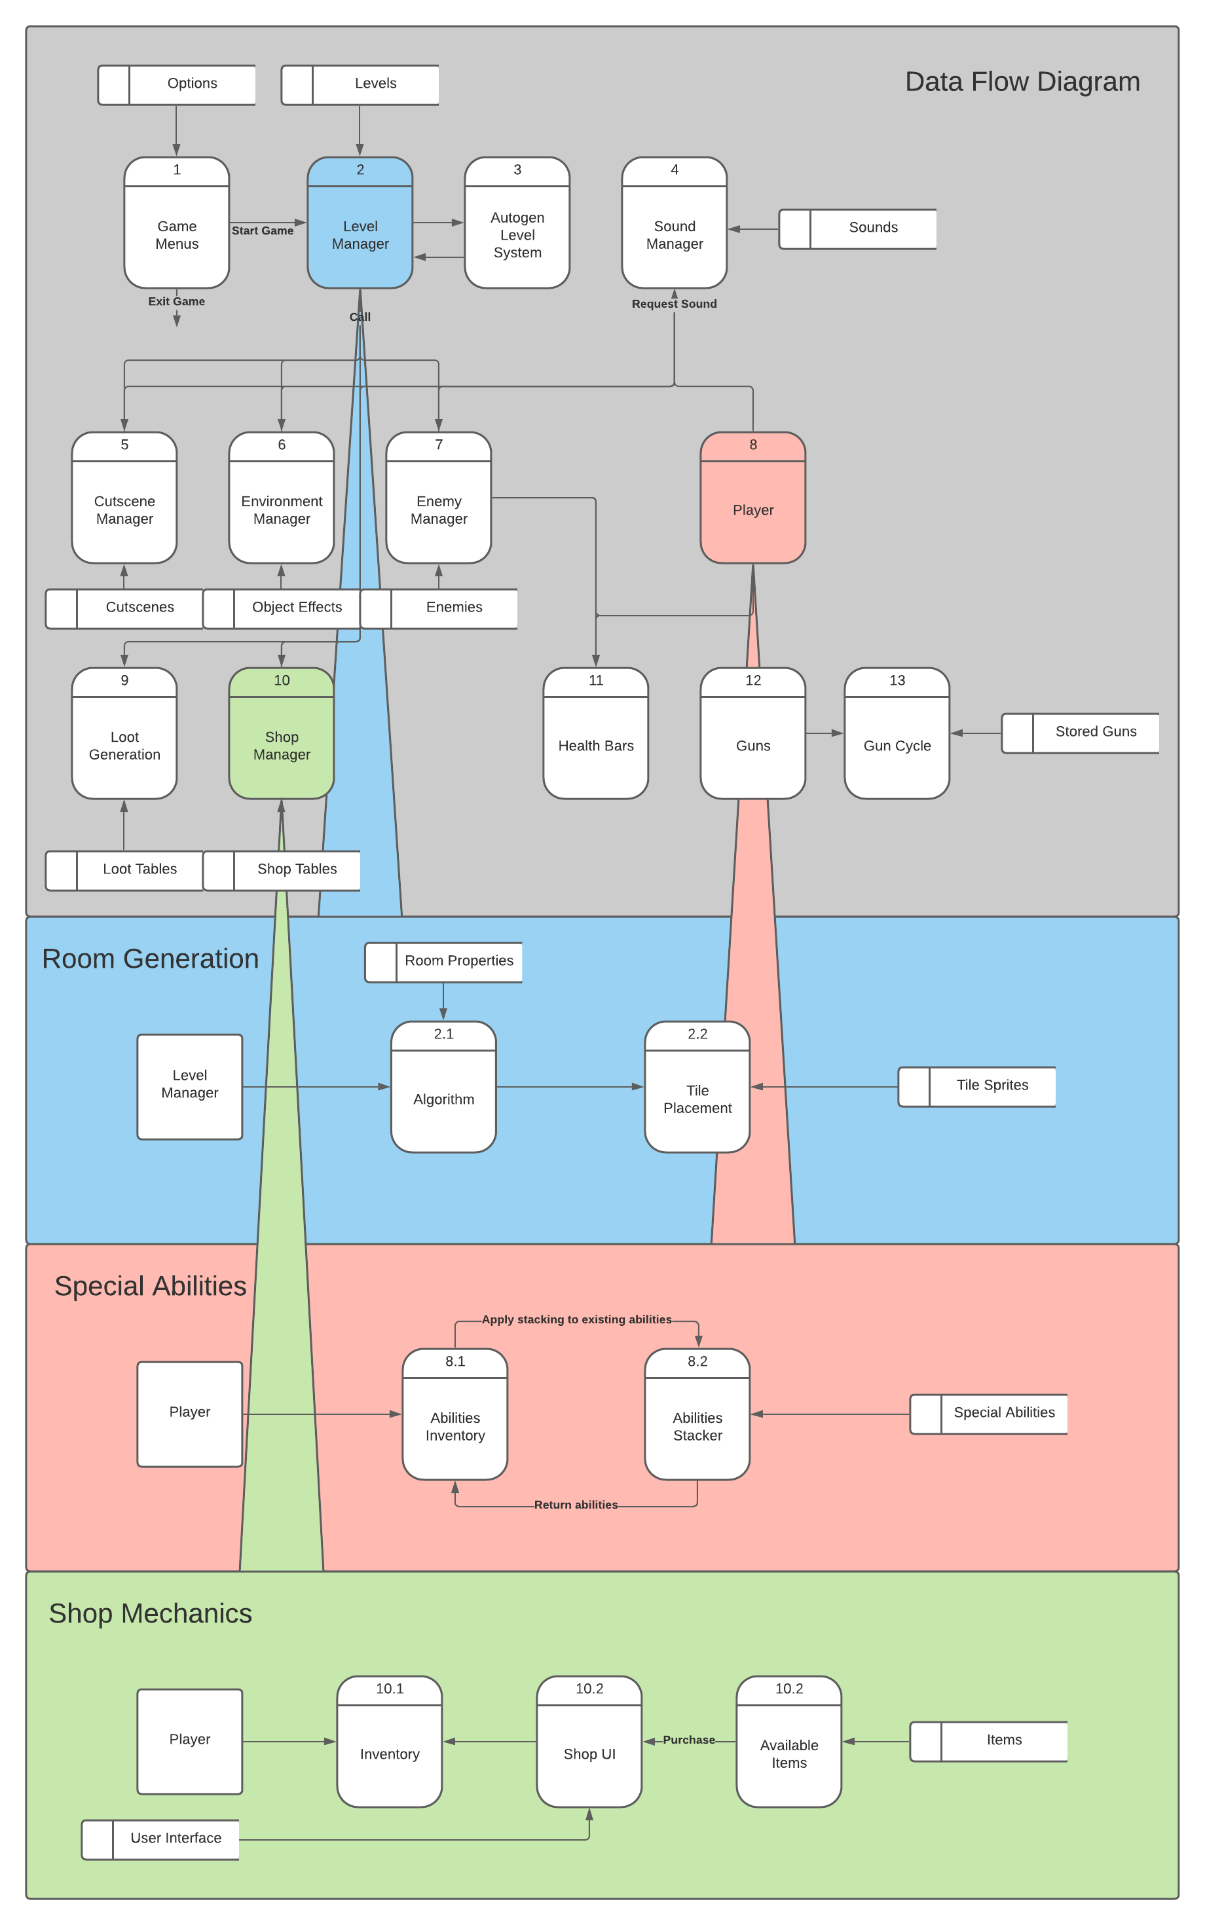 Data Flow Diagram
Options
Levels
1
Game
Menus
Start Game
Exit Game
2
Level
Manager
Call
3
Autogen
Level
System
4
Sound
Manager
Request Sound
Sounds
5
Cutscene
Manager
6
Environment
Manager
7
Enemy
Manager
8
Player
Cutscenes
Object Effects
Enemies
9
Loot
Generation
10
Shop
Manager
11
Health Bars
12
Guns
13
Gun Cycle
Stored Guns
Loot Tables
Shop Tables
Room Generation
Room Properties
Level
Manager
2.1
Algorithm
2.2
Tile
Placement
Tile Sprites
Special Abilities
Apply stacking to existing abilities
Player
8.1
Abilities
Inventory
8.2
Abilities
Stacker
Special Abilities
Return abilities
Shop Mechanics
Player
10.1
Inventory
10.2
Shop UI
Purchase
10.2
Available
Items
Items
User Interface